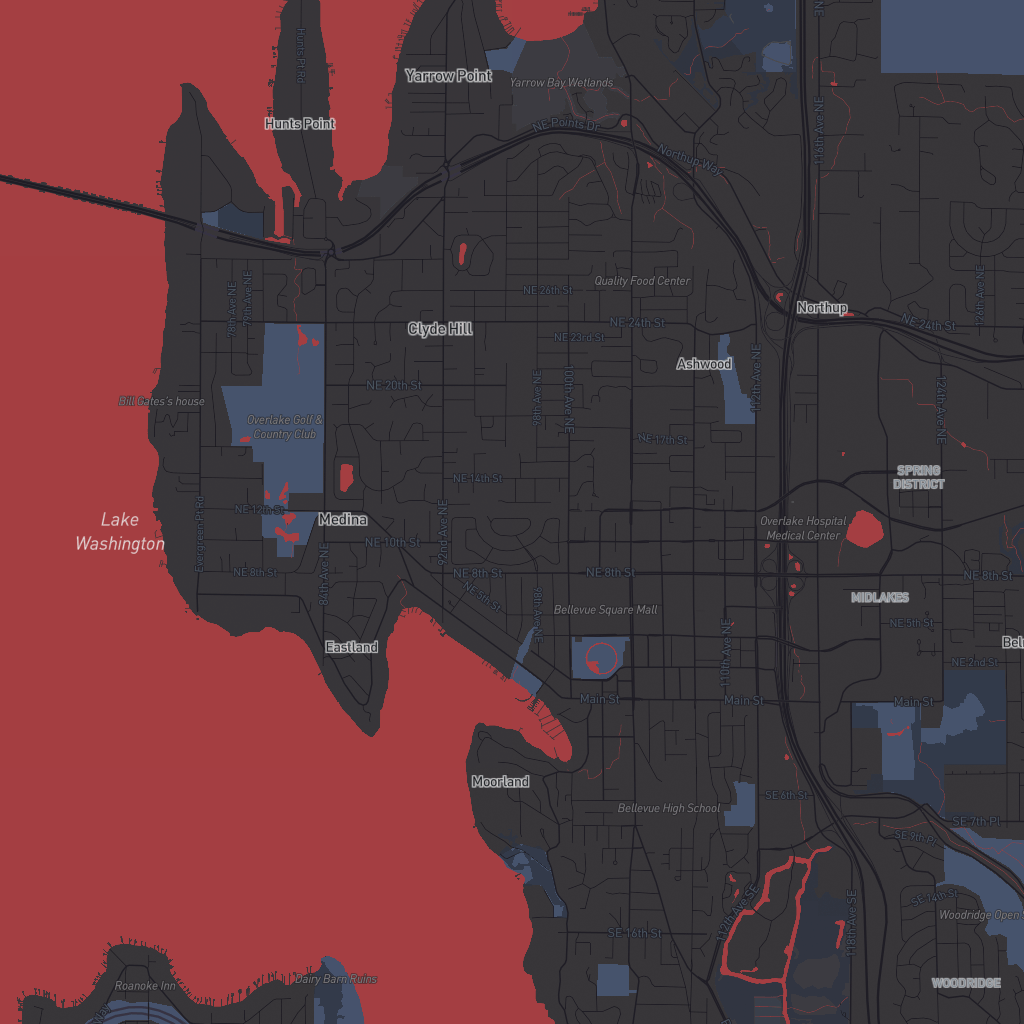 Hunts Pt Rd
NE
Yarrow Point
Yarrow Bay Wetlands
Hunts Point
NE Points Dr
116th Ave NE
Northup Way
78th Ave NE
79th Ave NE
Quality Food Center
NE 26th St
126th Ave NE
Northup
NE 24th St
NE 24th St
Clyde Hill
NE 23rd St
Ashwood
112th Ave NE
NE 20th St
98th Ave NE
100th Ave NE
124th Ave NE
Bill Gates's house
Overlake Golf &
Country Club
NE 17th St
NE 14th St
SPRING
DISTRICT
Evergreen Pt Rd
NE 12th St
Medina
Lake
Washington
92nd Ave NE
Overlake Hospital
Medical Center
NE 10th St
NE 8th St
84th Ave NE
NE 8th St
NE 8th St
NE 8th St
NE 5th St
98th Ave NE
Bellevue Square Mall
MIDLAKES
NE 5th St
110th Ave NE
Eastland
NE 2nd St
Main St
Main St
Main St
Moorland
Bellevue High School
SE 6th St
SE 7th Pl
SE 9th Pl
SE 14th St
112th Ave SE
118th Ave SE
Woodridge Open
SE 16th St
Roanoke Inn
Dairy Barn Ruins
WOODRIDGE